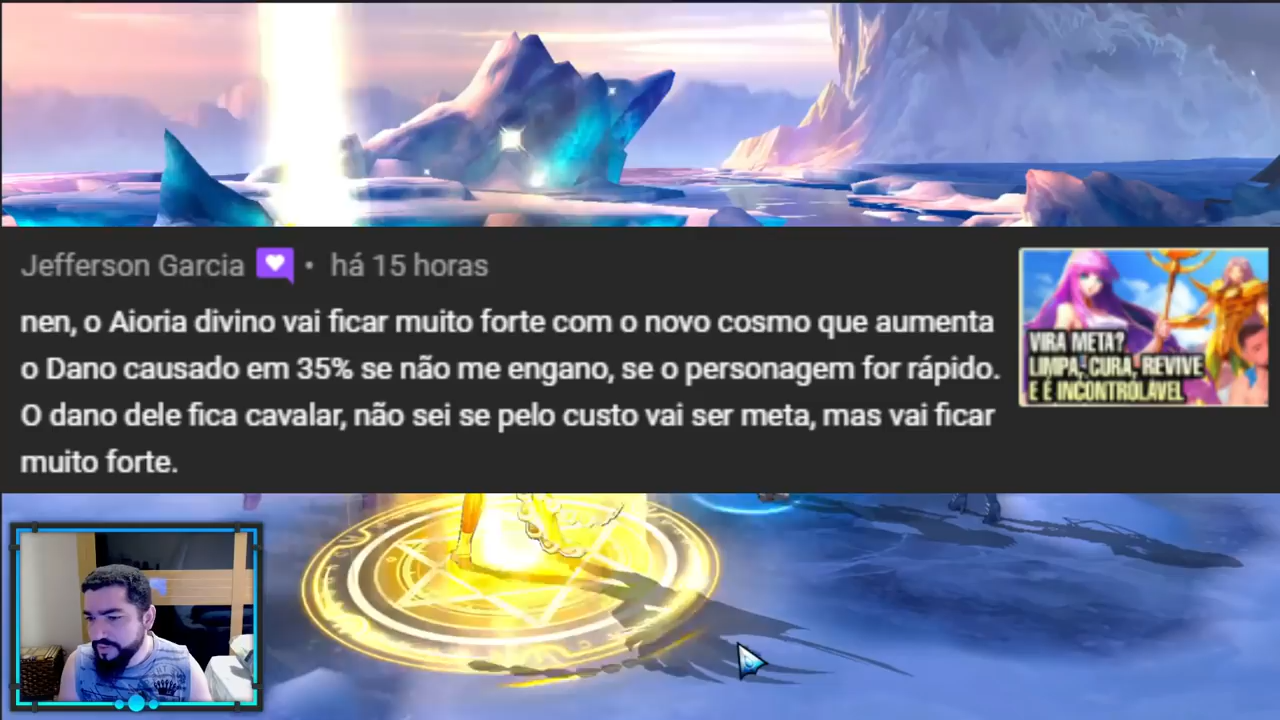 Jefferson Garcia • há 15 horas
nen, o Aioria divino vai ficar muito forte com o novo cosmo que aumenta
o Dano causado em 35% se não me engano, se o personagem for rápido.
O dano dele fica cavalar, não sei se pelo custo vai ser meta, mas vai ficar
muito forte.
VIRA META?
LIMPA, CURA, REVIVE
E É INCONTROLÁVEL